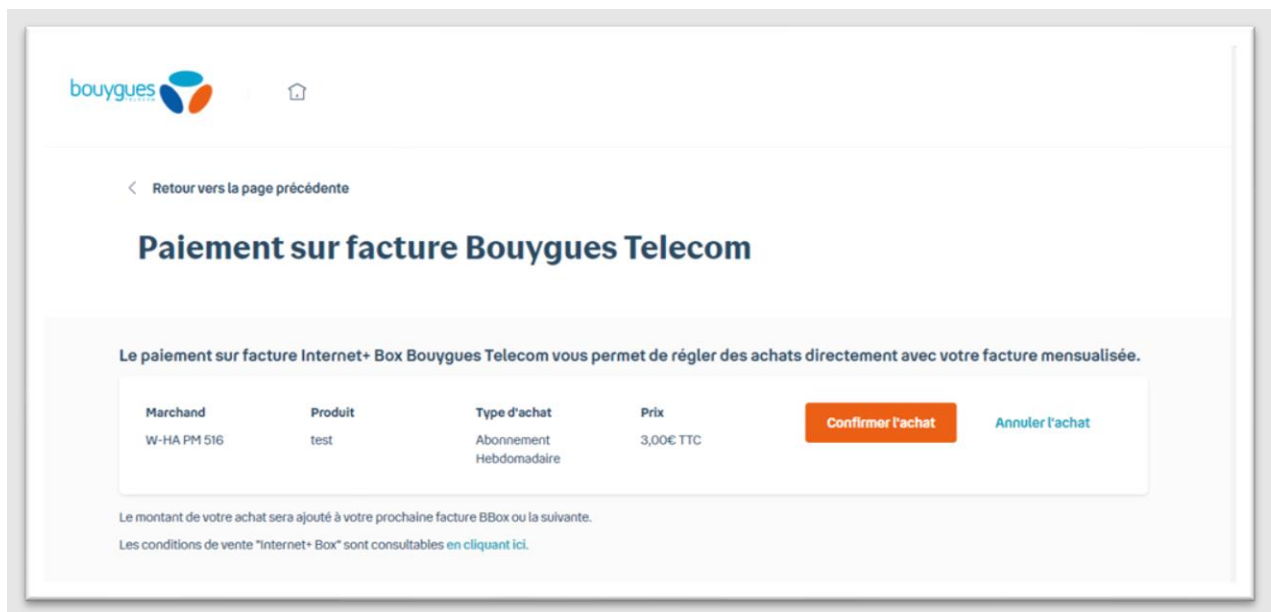 bouygues
TELECOM
Retour vers la page précédente
Paiement sur facture Bouygues Telecom
Le paiement sur facture Internet+ Box Bouygues Telecom vous permet de régler des achats directement avec votre facture mensualisée.
Marchand Produit Type d'achat Prix
W-HA PM 516 test Abonnement Hebdomadaire 3,00€ TTC
Confirmer l'achat Annuler l'achat
Le montant de votre achat sera ajouté à votre prochaine facture BBox ou la suivante.
Les conditions de vente "Internet+ Box" sont consultables en cliquant ici.